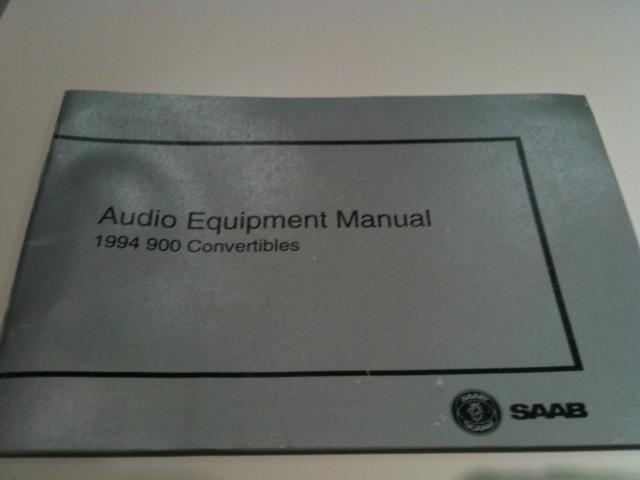 Audio Equipment Manual
1994 900 Convertibles
SAAB